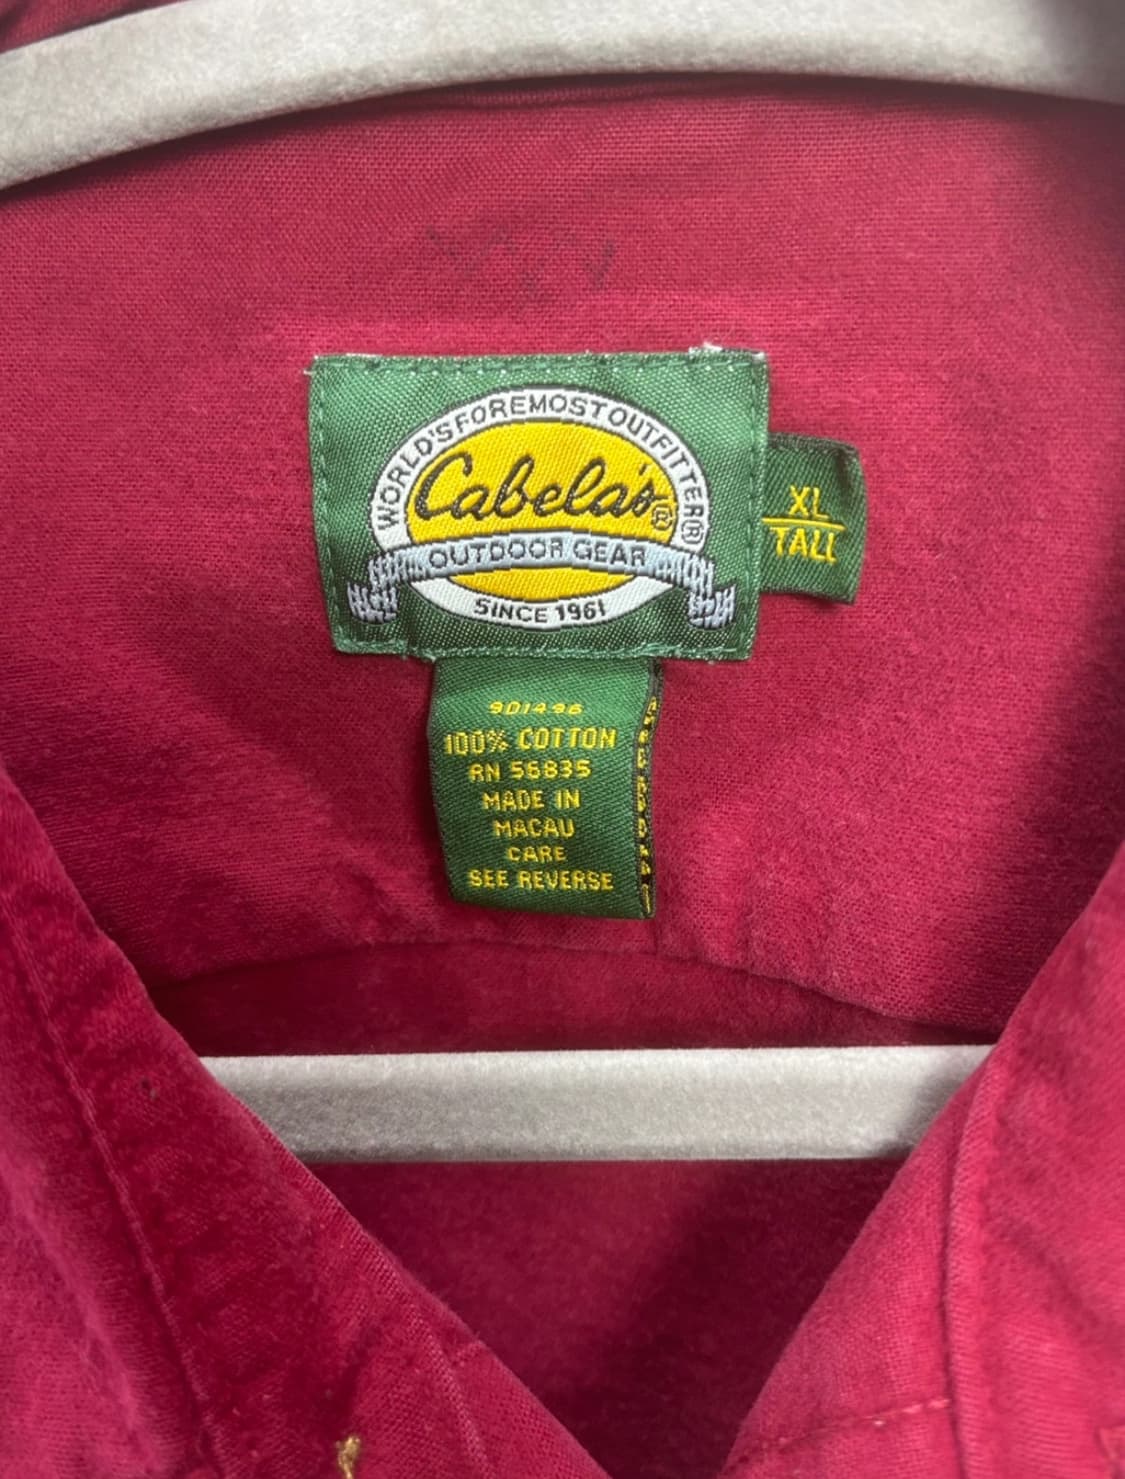 WORLD'S FOREMOST OUTFITTER®
Cabela's®
OUTDOOR GEAR
SINCE 1961
XL
TALL
901496
100% COTTON
RN 56835
MADE IN
MACAU
CARE
SEE REVERSE